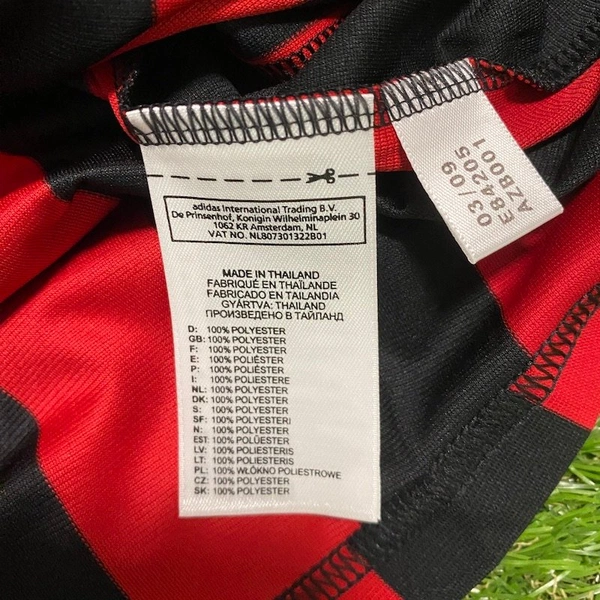 adidas International Trading B.V.
De Prinsenhof, Konigin Wilhelminaplein 30
1062 KR Amsterdam, NL
VAT NO. NL807301322B01
MADE IN THAILAND
FABRIQUÉ EN THAÏLANDE
FABRICADO EN TAILANDIA
GYÁRTVA: THAILAND
ПРОИЗВЕДЕНО В ТАЙЛАНД
D: 100% POLYESTER
GB: 100% POLYESTER
F: 100% POLYESTER
E: 100% POLIÉSTER
P: 100% POLIÉSTER
I: 100% POLIESTERE
NL: 100% POLYESTER
DK: 100% POLYESTER
S: 100% POLYESTER
SF: 100% POLYESTERI
N: 100% POLYESTER
EST: 100% POLÜESTER
LV: 100% POLIESTERIS
LT: 100% POLIESTERIS
PL: 100% WŁÓKNO POLIESTROWE
CZ: 100% POLYESTER
SK: 100% POLYESTER
03/09
E84205
AZB001